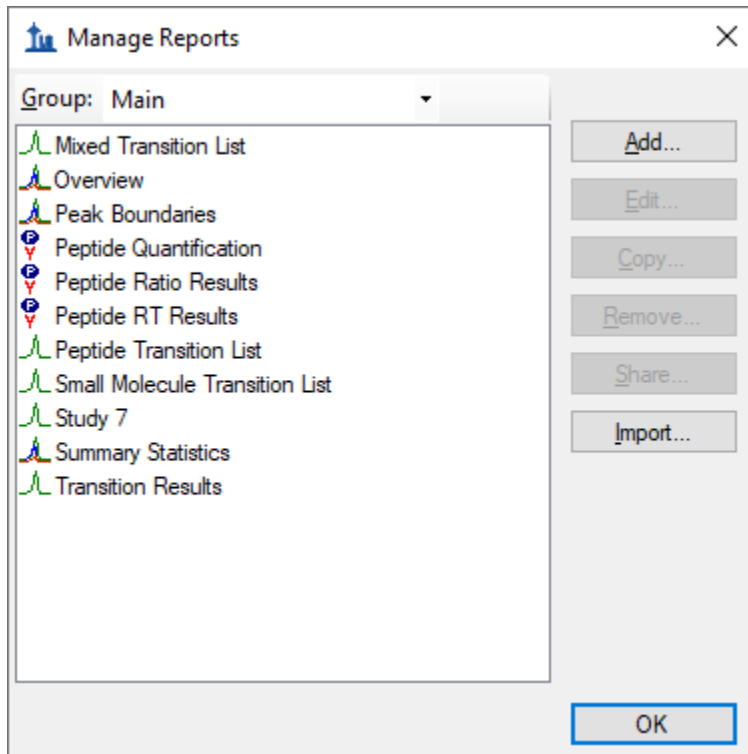 Manage Reports
Group: Main
Mixed Transition List
Overview
Peak Boundaries
Peptide Quantification
Peptide Ratio Results
Peptide RT Results
Peptide Transition List
Small Molecule Transition List
Study 7
Summary Statistics
Transition Results
Add...
Edit...
Copy...
Remove...
Share...
Import...
OK